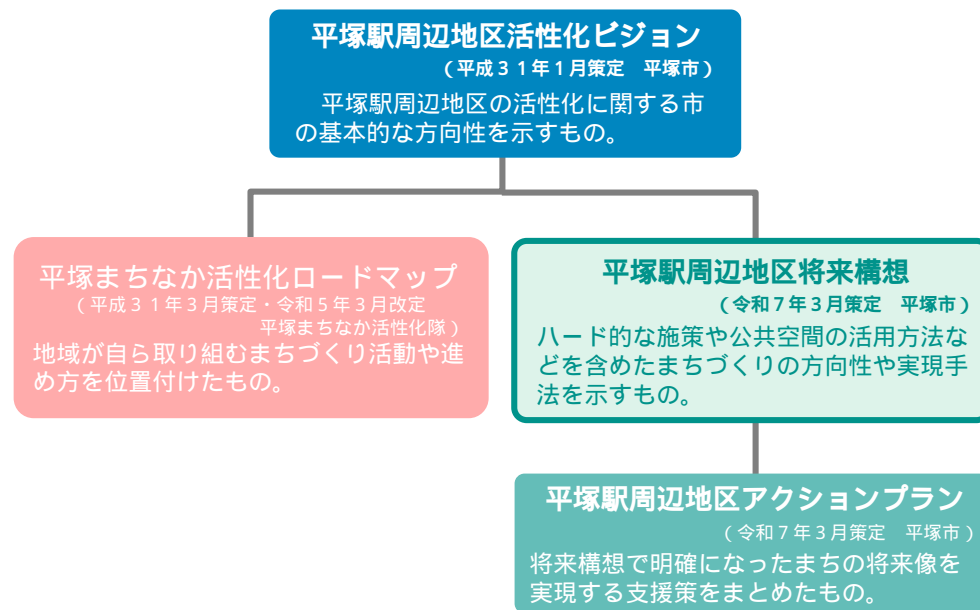 平塚駅周辺地区活性化ビジョン
（平成３１年１月策定　平塚市）
平塚駅周辺地区の活性化に関する市
の基本的な方向性を示すもの。
平塚まちなか活性化ロードマップ
（平成３１年３月策定・令和５年３月改定
平塚まちなか活性化隊）
地域が自ら取り組むまちづくり活動や進
め方を位置付けたもの。
平塚駅周辺地区将来構想
（令和７年３月策定　平塚市）
ハード的な施策や公共空間の活用方法な
どを含めたまちづくりの方向性や実現手
法を示すもの。
平塚駅周辺地区アクションプラン
（令和７年３月策定　平塚市）
将来構想で明確になったまちの将来像を
実現する支援策をまとめたもの。